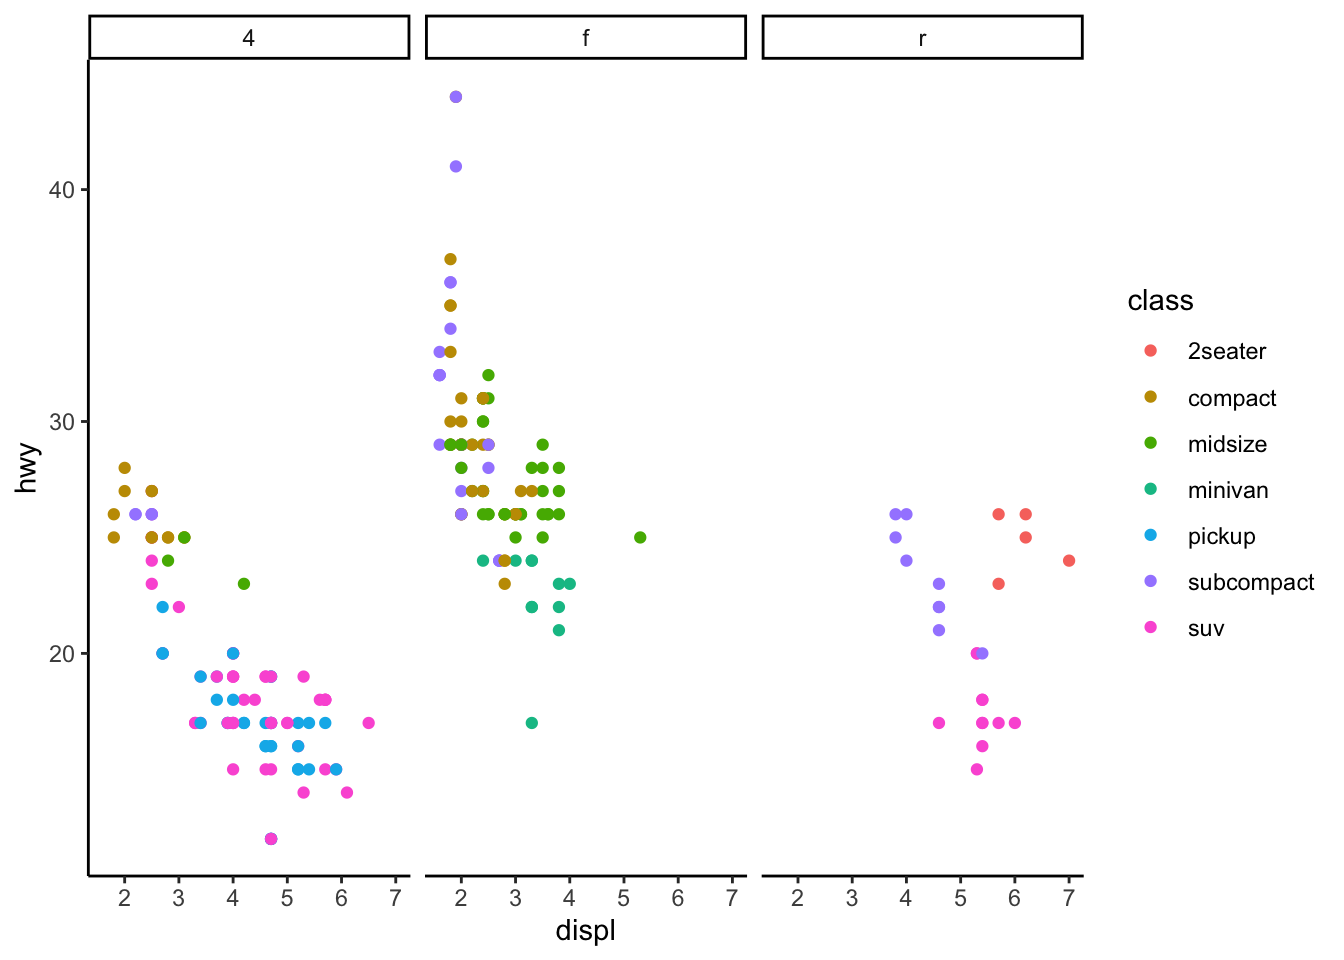 4 f r
hwy
40
30
20
2 3 4 5 6 7 2 3 4 5 6 7 2 3 4 5 6 7
displ
class
2seater
compact
midsize
minivan
pickup
subcompact
suv